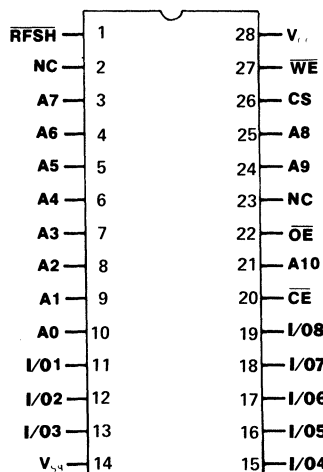 RFSH 1 28 V
NC 2 27 WE
A7 3 26 CS
A6 4 25 A8
A5 5 24 A9
A4 6 23 NC
A3 7 22 OE
A2 8 21 A10
A1 9 20 CE
A0 10 19 I/O8
I/O1 11 18 I/O7
I/O2 12 17 I/O6
I/O3 13 16 I/O5
V 14 15 I/O4